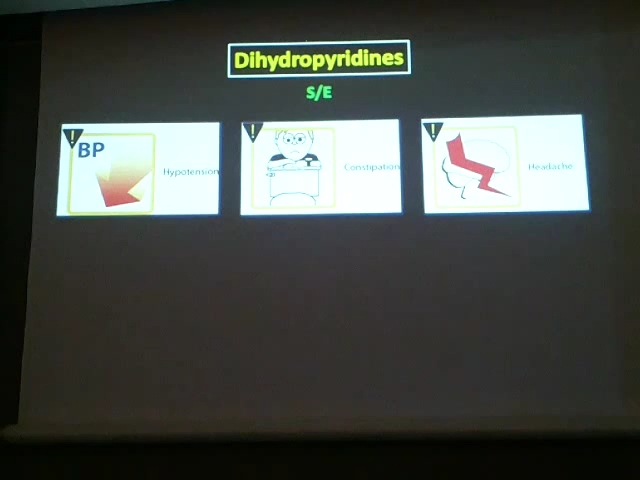 Dihydropyridines
S/E
! BP Hypotension
! Constipation
! Headache